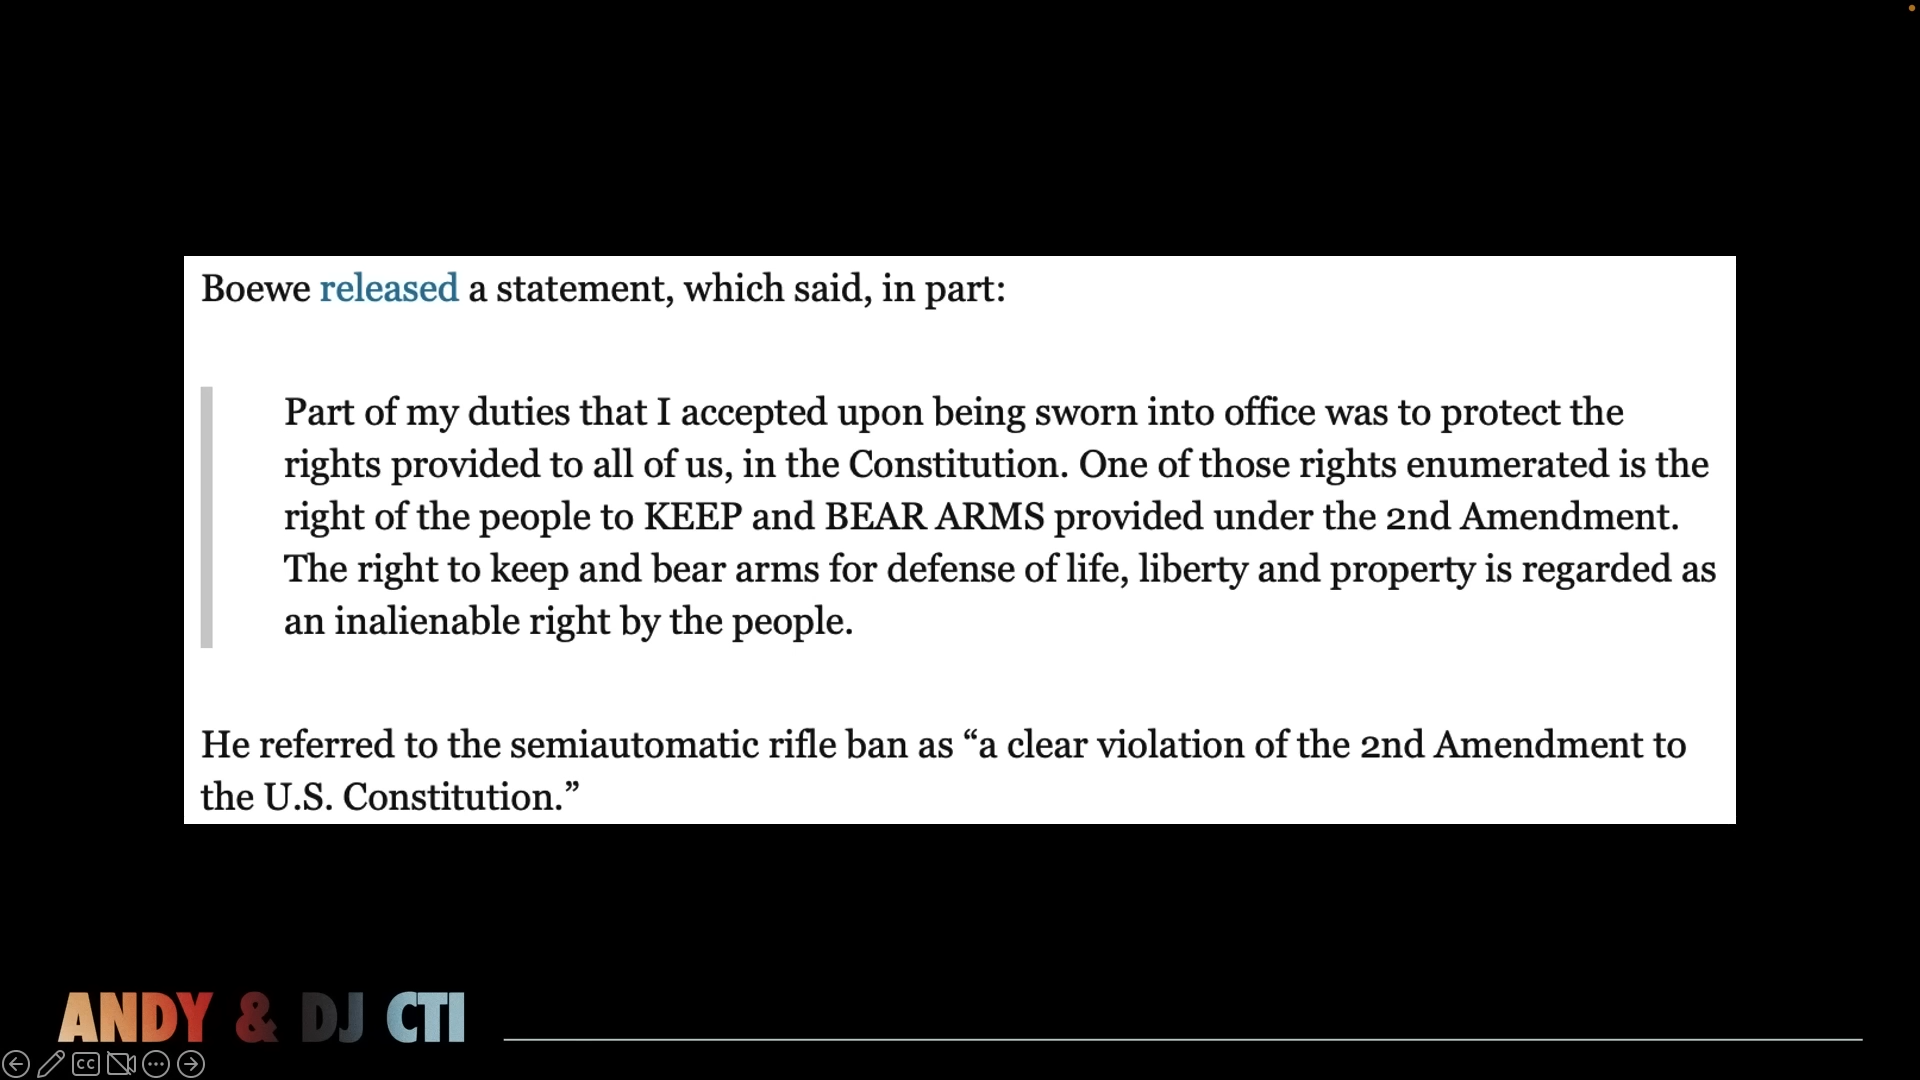 Boewe released a statement, which said, in part:
Part of my duties that I accepted upon being sworn into office was to protect the
rights provided to all of us, in the Constitution. One of those rights enumerated is the
right of the people to KEEP and BEAR ARMS provided under the 2nd Amendment.
The right to keep and bear arms for defense of life, liberty and property is regarded as
an inalienable right by the people.
He referred to the semiautomatic rifle ban as “a clear violation of the 2nd Amendment to
the U.S. Constitution.”
ANDY & DJ CTI
CC